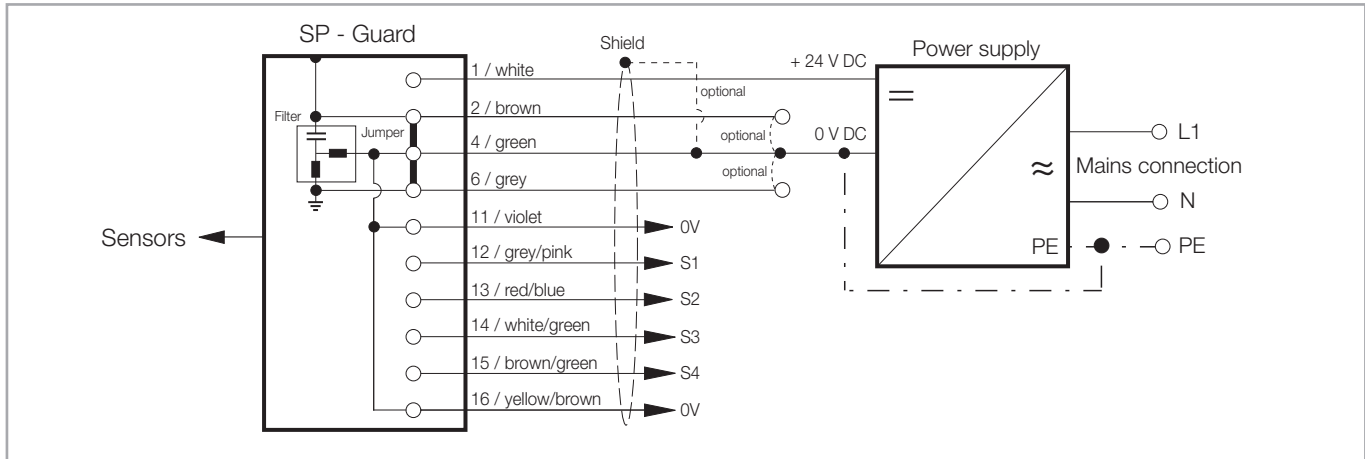 SP - Guard
Shield
Power supply
1 / white
+ 24 V DC
optional
2 / brown
Filter
Jumper
optional
4 / green
0 V DC
L1
optional
Mains connection
6 / grey
N
11 / violet
0V
Sensors
PE
PE
12 / grey/pink
S1
13 / red/blue
S2
14 / white/green
S3
15 / brown/green
S4
16 / yellow/brown
0V